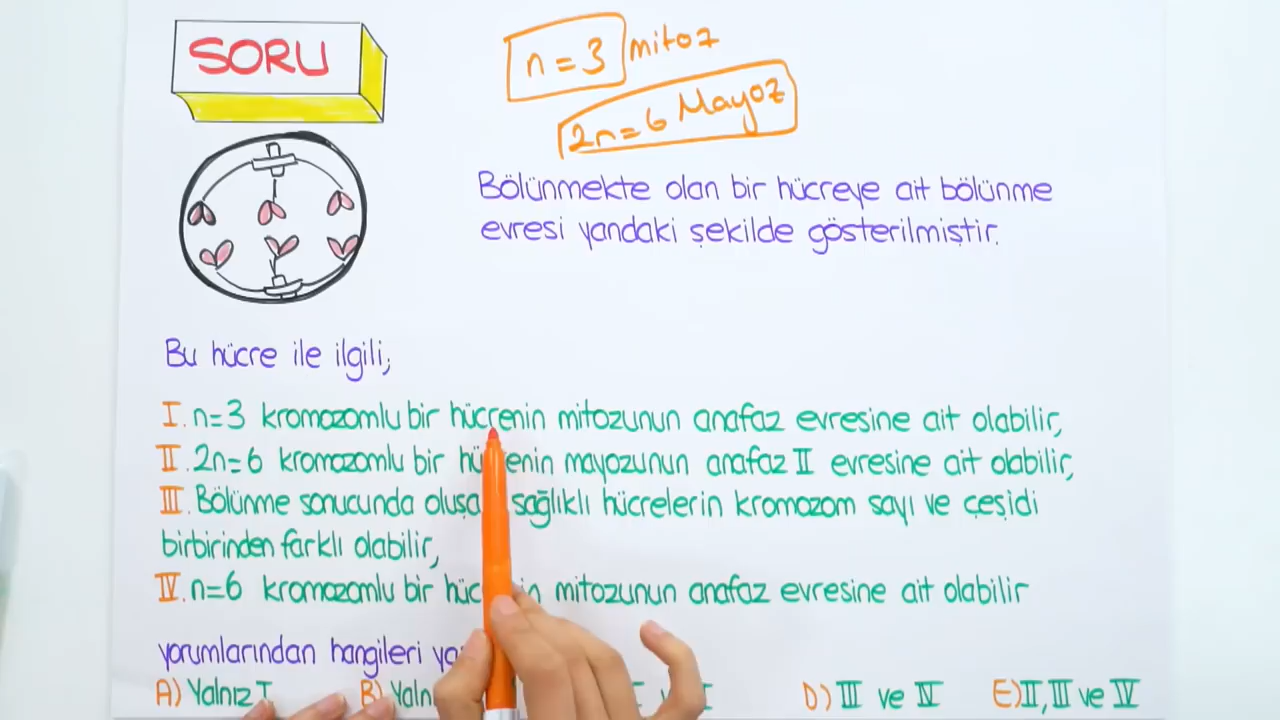 SORU
n=3 mitoz
2n=6 Mayoz
Bölünmekte olan bir hücreye ait bölünme
evresi yandaki şekilde gösterilmiştir.
Bu hücre ile ilgili;
I. n=3 kromozomlu bir hücrenin mitozunun anafaz evresine ait olabilir,
II. 2n=6 kromozomlu bir mayozunun anafaz II evresine ait olabilir,
III. Bölünme sonucunda sağlıklı hücrelerin kromozom sayı ve çeşidi
birbirinden farklı olabilir,
IV. n=6 kromozomlu bir mitozunun anafaz evresine ait olabilir
yorumlarından hangileri
A) Yalnız I B) D) III ve IV E) II, III ve IV